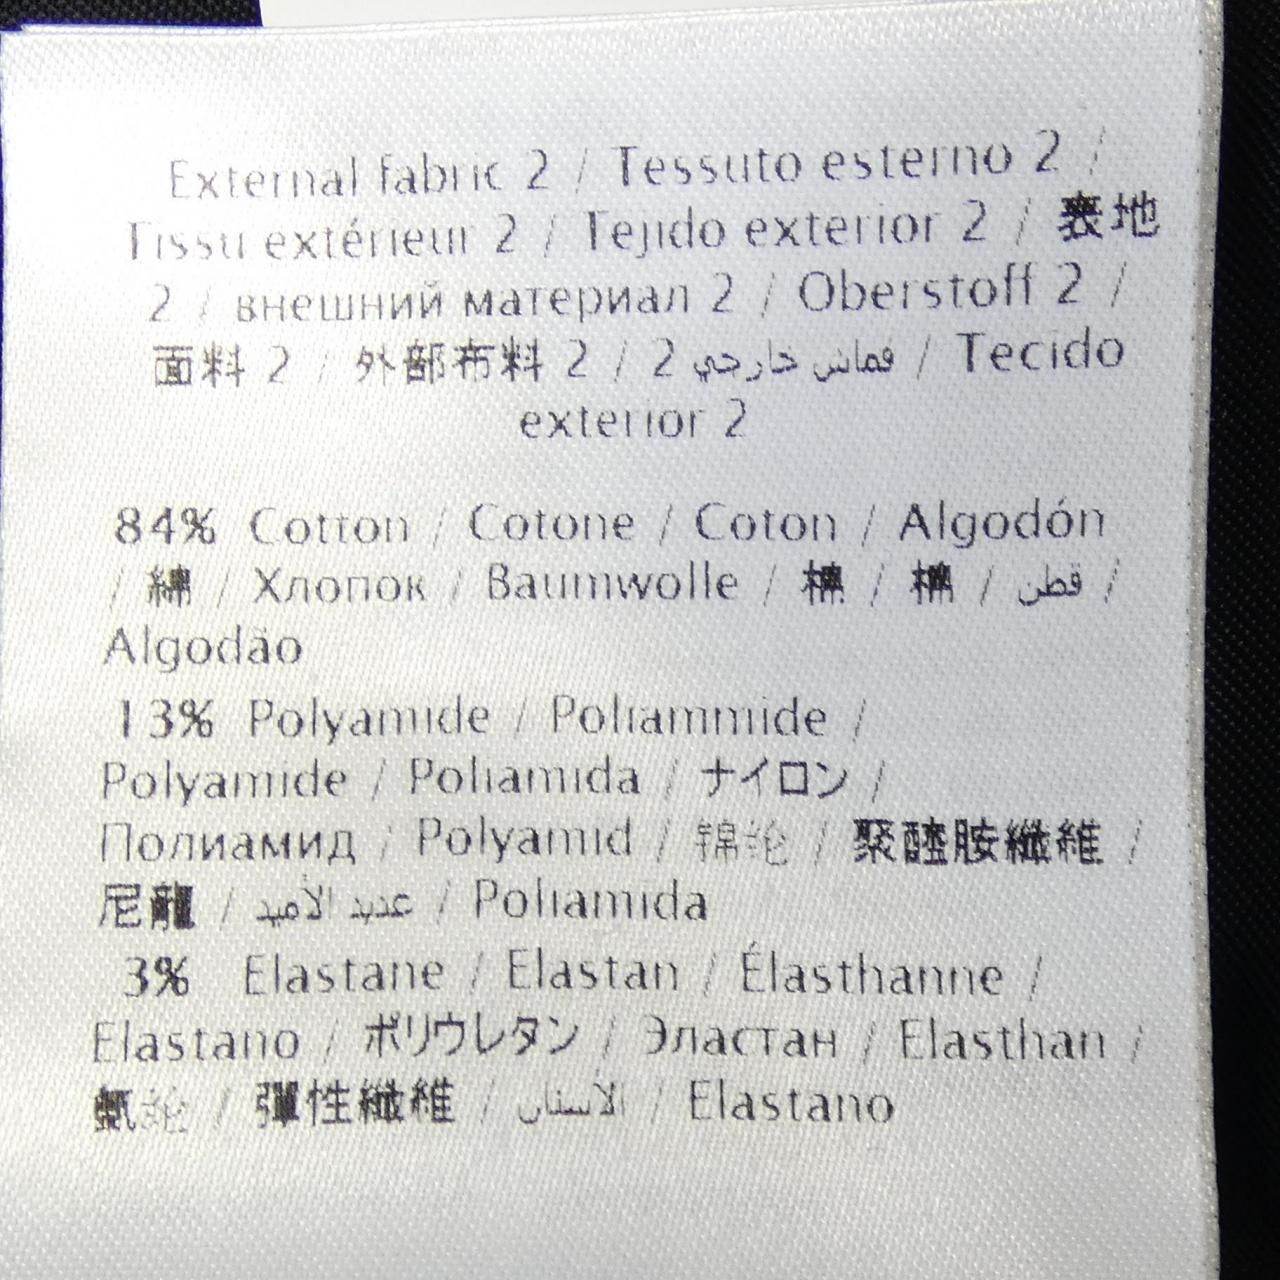 External fabric 2 / Tessuto esterno 2 /
Tissu extérieur 2 / Tejido exterior 2 / 表地
2 / внешний материал 2 / Oberstoff 2 /
面料 2 / 外部布料 2 / 2 قماش خارجي / Tecido
exterior 2
84% Cotton / Cotone / Coton / Algodón
/ 綿 / Хлопок / Baumwolle / 棉 / 棉 / قطن /
Algodão
13% Polyamide / Poliammide /
Polyamide / Poliamida / ナイロン /
Полиамид / Polyamid / 锦纶 / 聚醯胺纖維 /
尼龍 / عديد الأميد / Poliamida
3% Elastane / Elastan / Élasthanne /
Elastano / ポリウレタン / Эластан / Elasthan /
氨纶 / 彈性纖維 / الأستان / Elastano